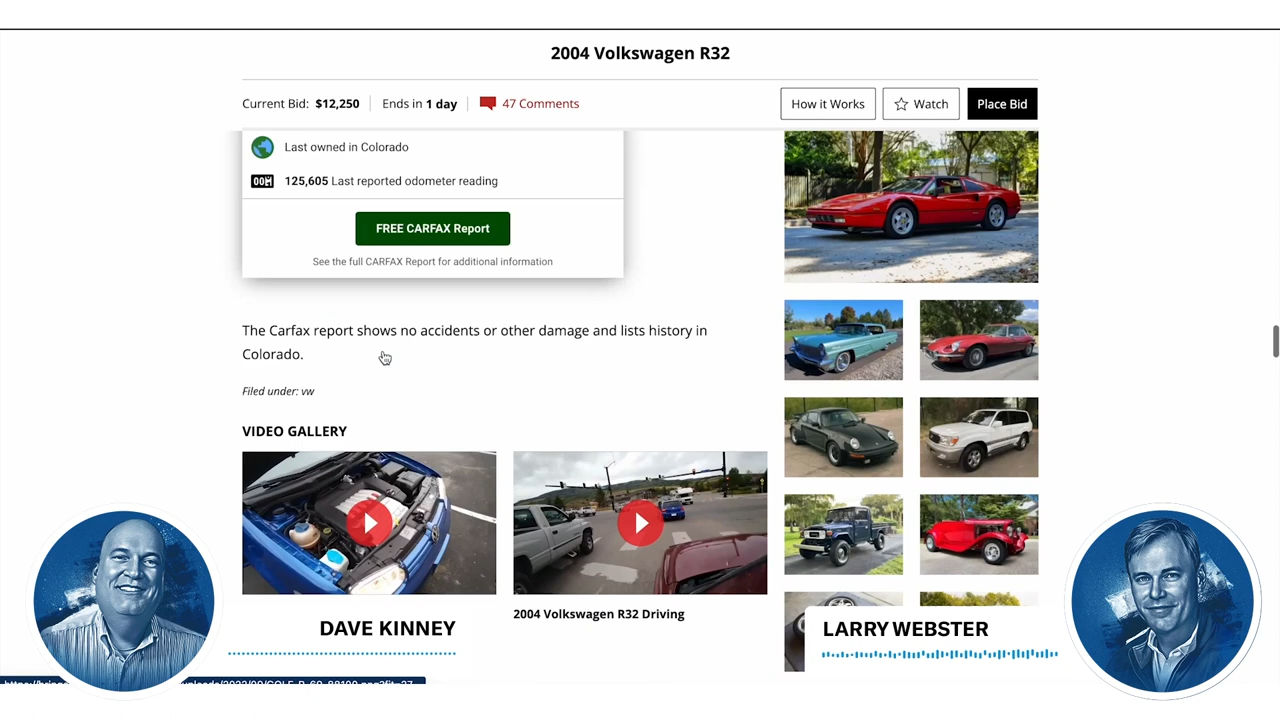 2004 Volkswagen R32
Current Bid: $12,250
Ends in 1 day
47 Comments
How it Works
Watch
Place Bid
Last owned in Colorado
125,605 Last reported odometer reading
FREE CARFAX Report
See the full CARFAX Report for additional information
The Carfax report shows no accidents or other damage and lists history in
Colorado.
Filed under: vw
VIDEO GALLERY
2004 Volkswagen R32 Driving
DAVE KINNEY
LARRY WEBSTER